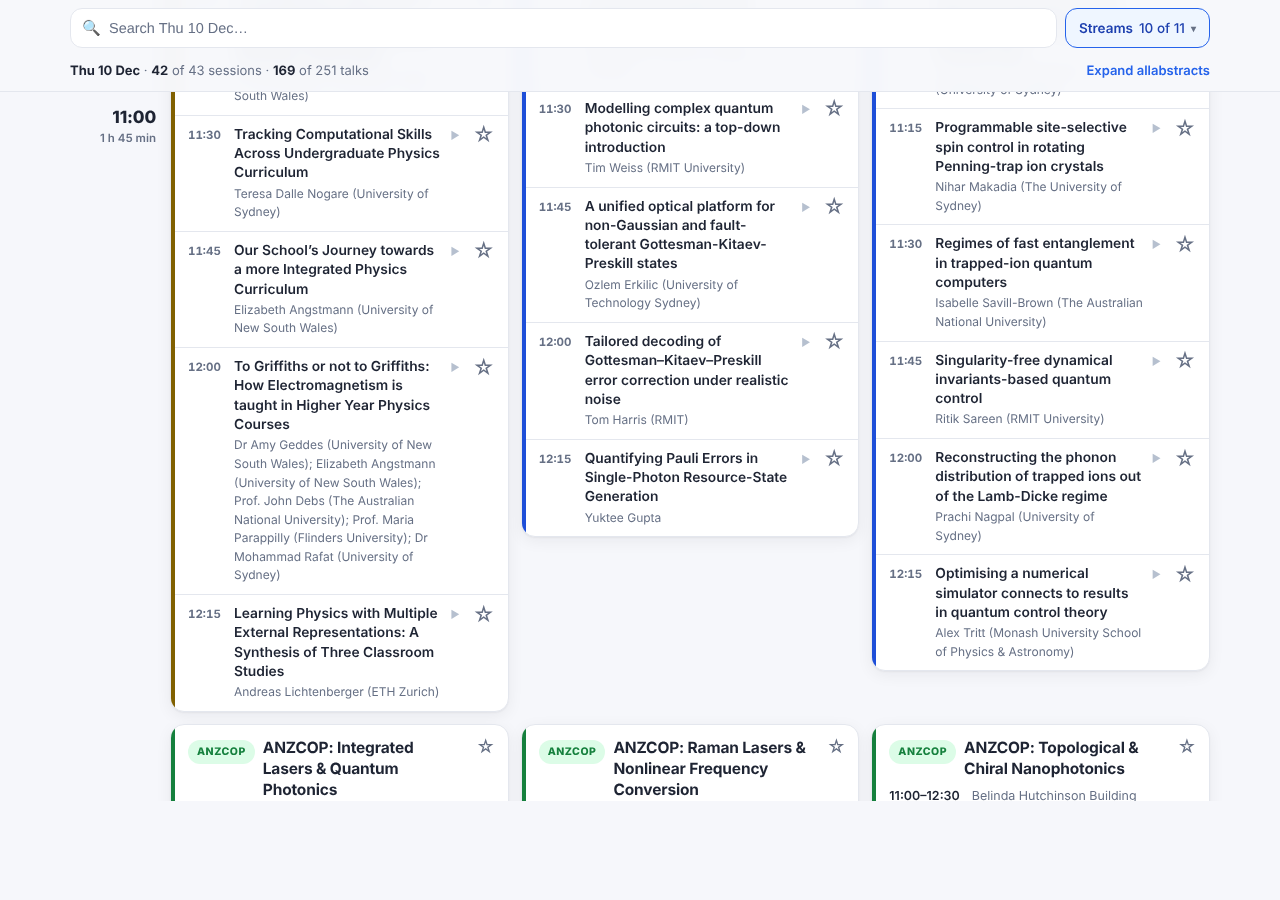 Search Thu 10 Dec…
Streams 10 of 11 ▾
Thu 10 Dec · 42 of 43 sessions · 169 of 251 talks
Expand allabstracts
11:00
1 h 45 min
South Wales)
11:30 Tracking Computational Skills
Across Undergraduate Physics
Curriculum
Teresa Dalle Nogare (University of
Sydney)
11:45 Our School’s Journey towards
a more Integrated Physics
Curriculum
Elizabeth Angstmann (University of
New South Wales)
12:00 To Griffiths or not to Griffiths:
How Electromagnetism is
taught in Higher Year Physics
Courses
Dr Amy Geddes (University of New
South Wales); Elizabeth Angstmann
(University of New South Wales);
Prof. John Debs (The Australian
National University); Prof. Maria
Parappilly (Flinders University); Dr
Mohammad Rafat (University of
Sydney)
12:15 Learning Physics with Multiple
External Representations: A
Synthesis of Three Classroom
Studies
Andreas Lichtenberger (ETH Zurich)
11:30 Modelling complex quantum
photonic circuits: a top-down
introduction
Tim Weiss (RMIT University)
11:45 A unified optical platform for
non-Gaussian and fault-
tolerant Gottesman-Kitaev-
Preskill states
Ozlem Erkilic (University of
Technology Sydney)
12:00 Tailored decoding of
Gottesman–Kitaev–Preskill
error correction under realistic
noise
Tom Harris (RMIT)
12:15 Quantifying Pauli Errors in
Single-Photon Resource-State
Generation
Yuktee Gupta
(University of Sydney)
11:15 Programmable site-selective
spin control in rotating
Penning-trap ion crystals
Nihar Makadia (The University of
Sydney)
11:30 Regimes of fast entanglement
in trapped-ion quantum
computers
Isabelle Savill-Brown (The Australian
National University)
11:45 Singularity-free dynamical
invariants-based quantum
control
Ritik Sareen (RMIT University)
12:00 Reconstructing the phonon
distribution of trapped ions out
of the Lamb-Dicke regime
Prachi Nagpal (University of
Sydney)
12:15 Optimising a numerical
simulator connects to results
in quantum control theory
Alex Tritt (Monash University School
of Physics & Astronomy)
ANZCOP ANZCOP: Integrated
Lasers & Quantum
Photonics
ANZCOP ANZCOP: Raman Lasers &
Nonlinear Frequency
Conversion
ANZCOP ANZCOP: Topological &
Chiral Nanophotonics
11:00–12:30 Belinda Hutchinson Building